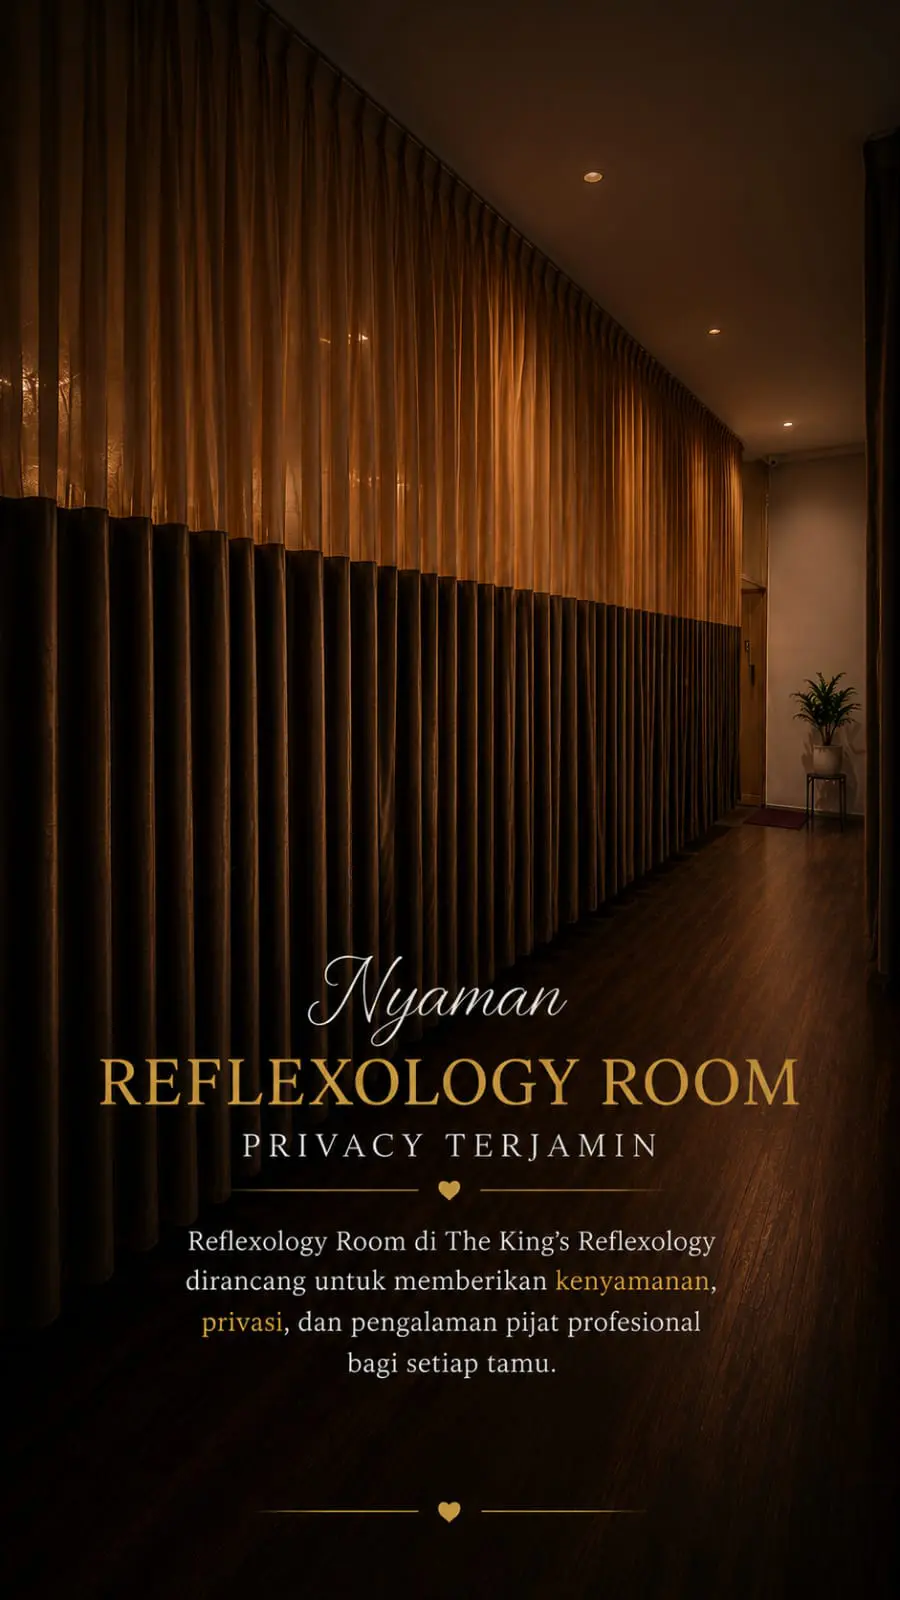 Nyaman
REFLEXOLOGY ROOM
PRIVACY TERJAMIN
Reflexology Room di The King’s Reflexology
dirancang untuk memberikan kenyamanan,
privasi, dan pengalaman pijat profesional
bagi setiap tamu.